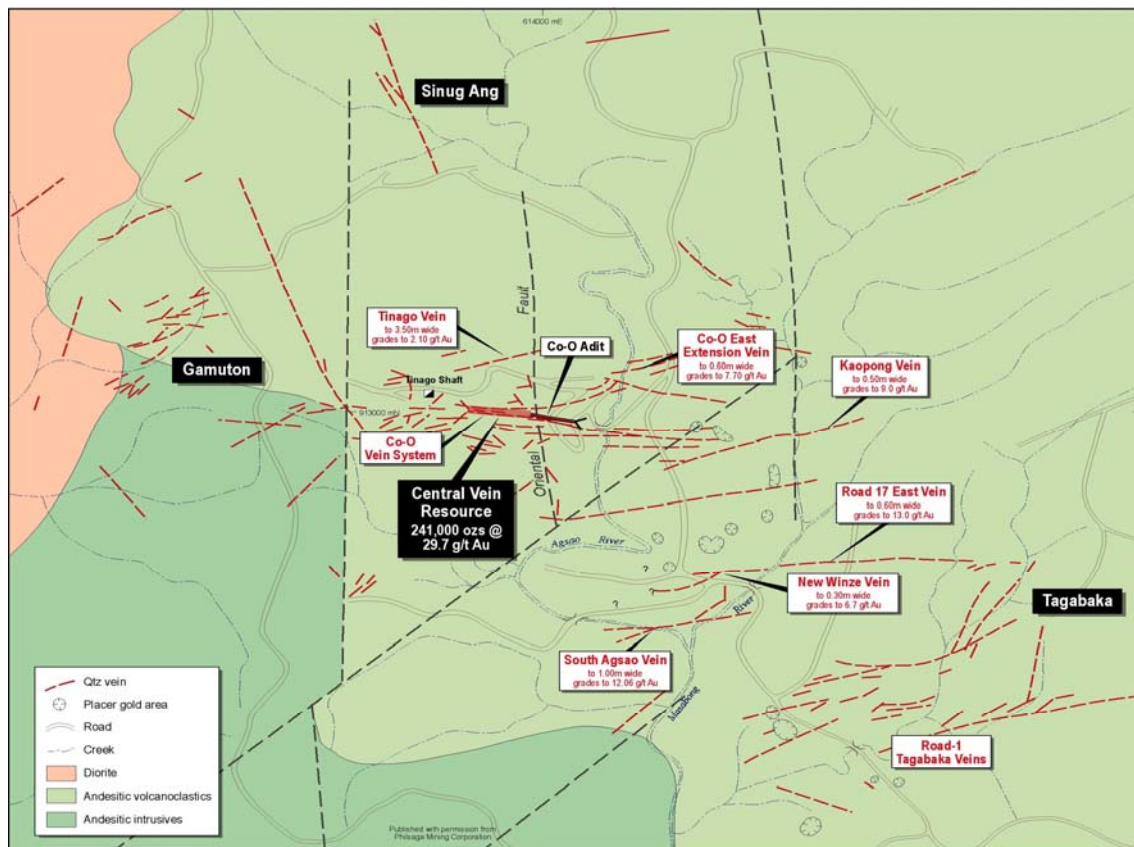 614000 mE
Sinug Ang
Tinago Vein
to 3.50m wide
grades to 2.10 g/t Au
Fault
Co-O Adit
Co-O East
Extension Vein
to 0.60m wide
grades to 7.70 g/t Au
Kaopong Vein
to 0.50m wide
grades to 9.0 g/t Au
Gamuton
Tinago Shaft
913000 mN
Co-O
Vein System
Central Vein
Resource
241,000 ozs @
29.7 g/t Au
Oriental
Road 17 East Vein
to 0.60m wide
grades to 13.0 g/t Au
Agsao River
?
?
New Winze Vein
to 0.30m wide
grades to 6.7 g/t Au
Tagabaka
River
South Agsao Vein
to 1.00m wide
grades to 12.06 g/t Au
Road-1
Tagabaka Veins
Qtz vein
Placer gold area
Road
Creek
Diorite
Andesitic volcanoclastics
Andesitic intrusives
Published with permission from
Philsaga Mining Corporation